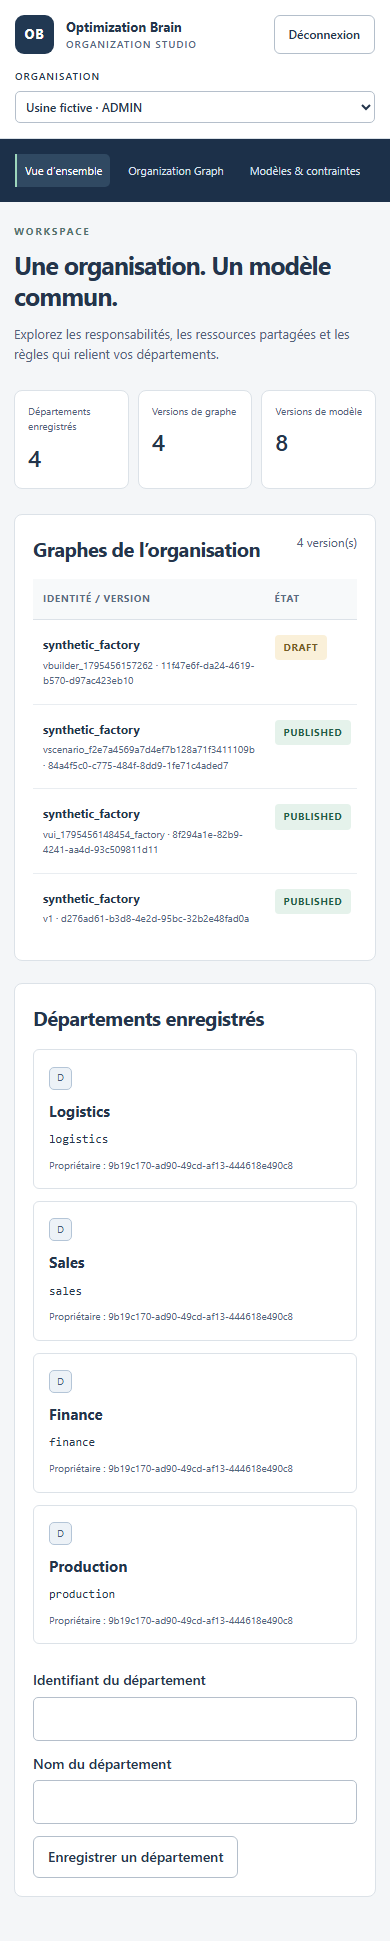 OB
Optimization Brain
ORGANIZATION STUDIO
Déconnexion
ORGANISATION
Usine fictive · ADMIN
Vue d’ensemble
Organization Graph
Modèles & contraintes
WORKSPACE
Une organisation. Un modèle
commun.
Explorez les responsabilités, les ressources partagées et les
règles qui relient vos départements.
Départements
enregistrés
4
Versions de graphe
4
Versions de modèle
8
Graphes de l’organisation
4 version(s)
IDENTITÉ / VERSION
ÉTAT
synthetic_factory
vbuilder_1795456157262 · 11f47e6f-da24-4619-
b570-d97ac423eb10
DRAFT
synthetic_factory
vscenario_f2e7a4569a7d4ef7b128a71f3411109b
· 84a4f5c0-c775-484f-8dd9-1fe71c4aded7
PUBLISHED
synthetic_factory
vui_1795456148454_factory · 8f294a1e-82b9-
4241-aa4d-93c509811d11
PUBLISHED
synthetic_factory
v1 · d276ad61-b3d8-4e2d-95bc-32b2e48fad0a
PUBLISHED
Départements enregistrés
D
Logistics
logistics
Propriétaire : 9b19c170-ad90-49cd-af13-444618e490c8
D
Sales
sales
Propriétaire : 9b19c170-ad90-49cd-af13-444618e490c8
D
Finance
finance
Propriétaire : 9b19c170-ad90-49cd-af13-444618e490c8
D
Production
production
Propriétaire : 9b19c170-ad90-49cd-af13-444618e490c8
Identifiant du département
Nom du département
Enregistrer un département